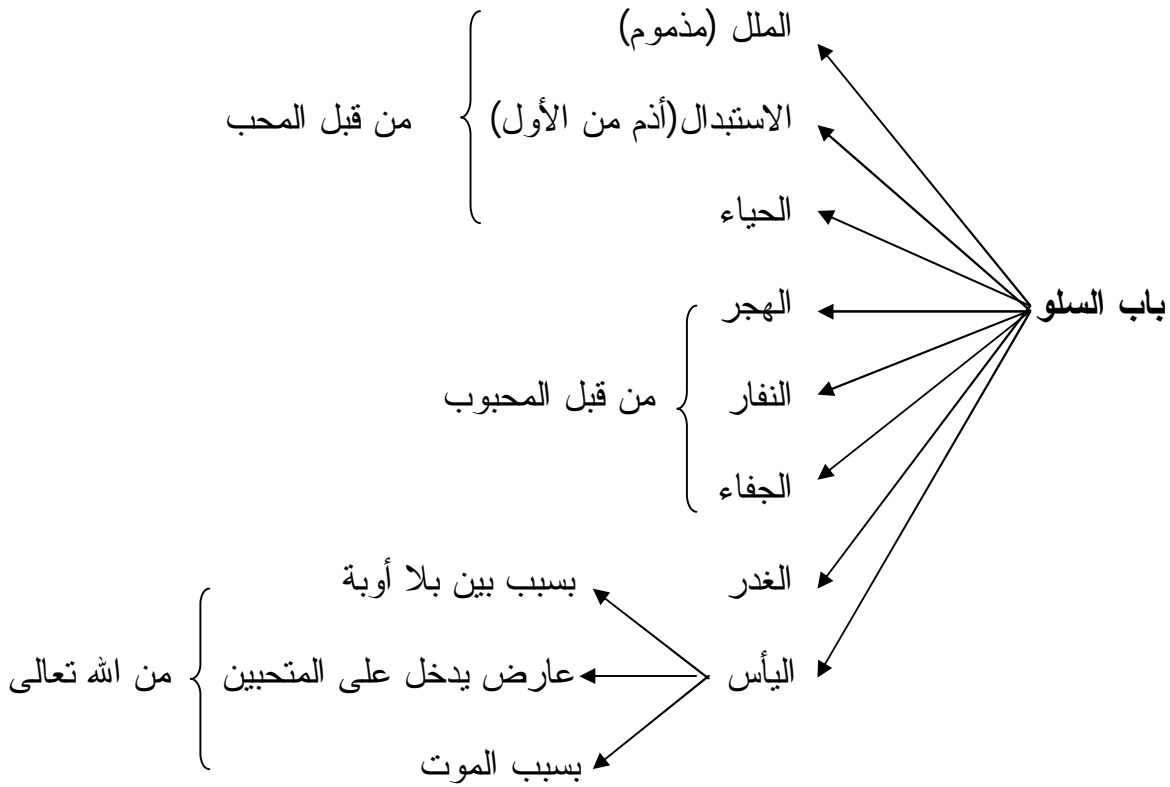 الملل (مذموم)
الاستبدال(أذم من الأول)
من قبل المحب
الحياء
باب السلو
الهجر
النفار
من قبل المحبوب
الجفاء
الغدر
بسبب بين بلا أوبة
اليأس
عارض يدخل على المتحبين
من الله تعالى
بسبب الموت